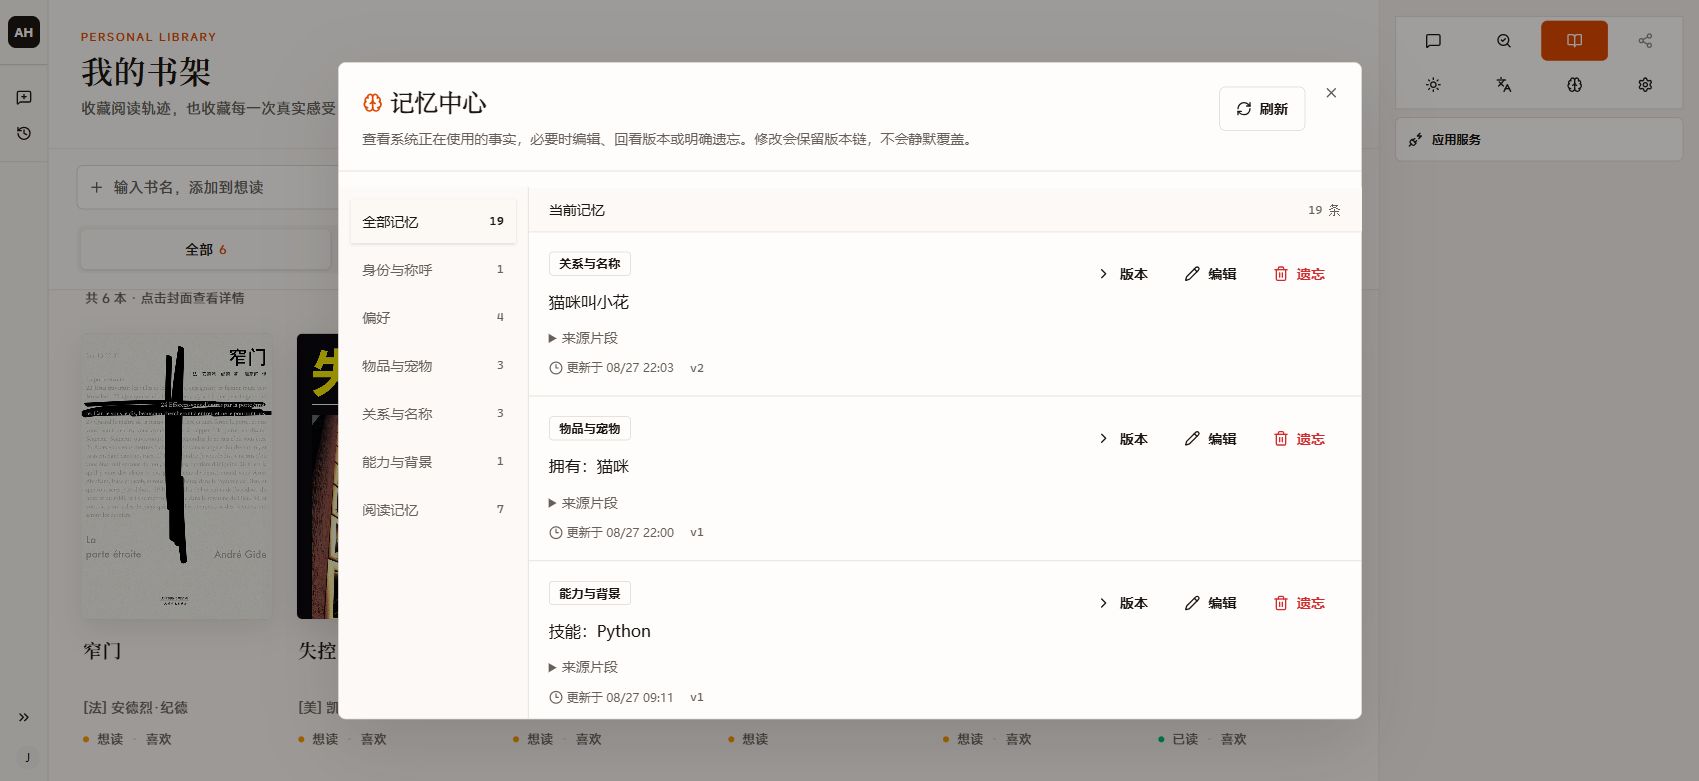 AH
PERSONAL LIBRARY
我的书架
收藏阅读轨迹，也收藏每一次真实感受
输入书名，添加到想读
全部 6
共 6 本 · 点击封面查看详情
窄门
La
porte étroite
André Gide
窄门
[法] 安德烈·纪德
想读 · 喜欢
失
失控
[美] 凯
想读 · 喜欢
想读 · 喜欢
想读
想读 · 喜欢
已读 · 喜欢
J
记忆中心
查看系统正在使用的事实，必要时编辑、回看版本或明确遗忘。修改会保留版本链，不会静默覆盖。
刷新
全部记忆 19
身份与称呼 1
偏好 4
物品与宠物 3
关系与名称 3
能力与背景 1
阅读记忆 7
当前记忆 19 条
关系与名称
版本 编辑 遗忘
猫咪叫小花
来源片段
更新于 08/27 22:03 v2
物品与宠物
版本 编辑 遗忘
拥有：猫咪
来源片段
更新于 08/27 22:00 v1
能力与背景
版本 编辑 遗忘
技能：Python
来源片段
更新于 08/27 09:11 v1
应用服务